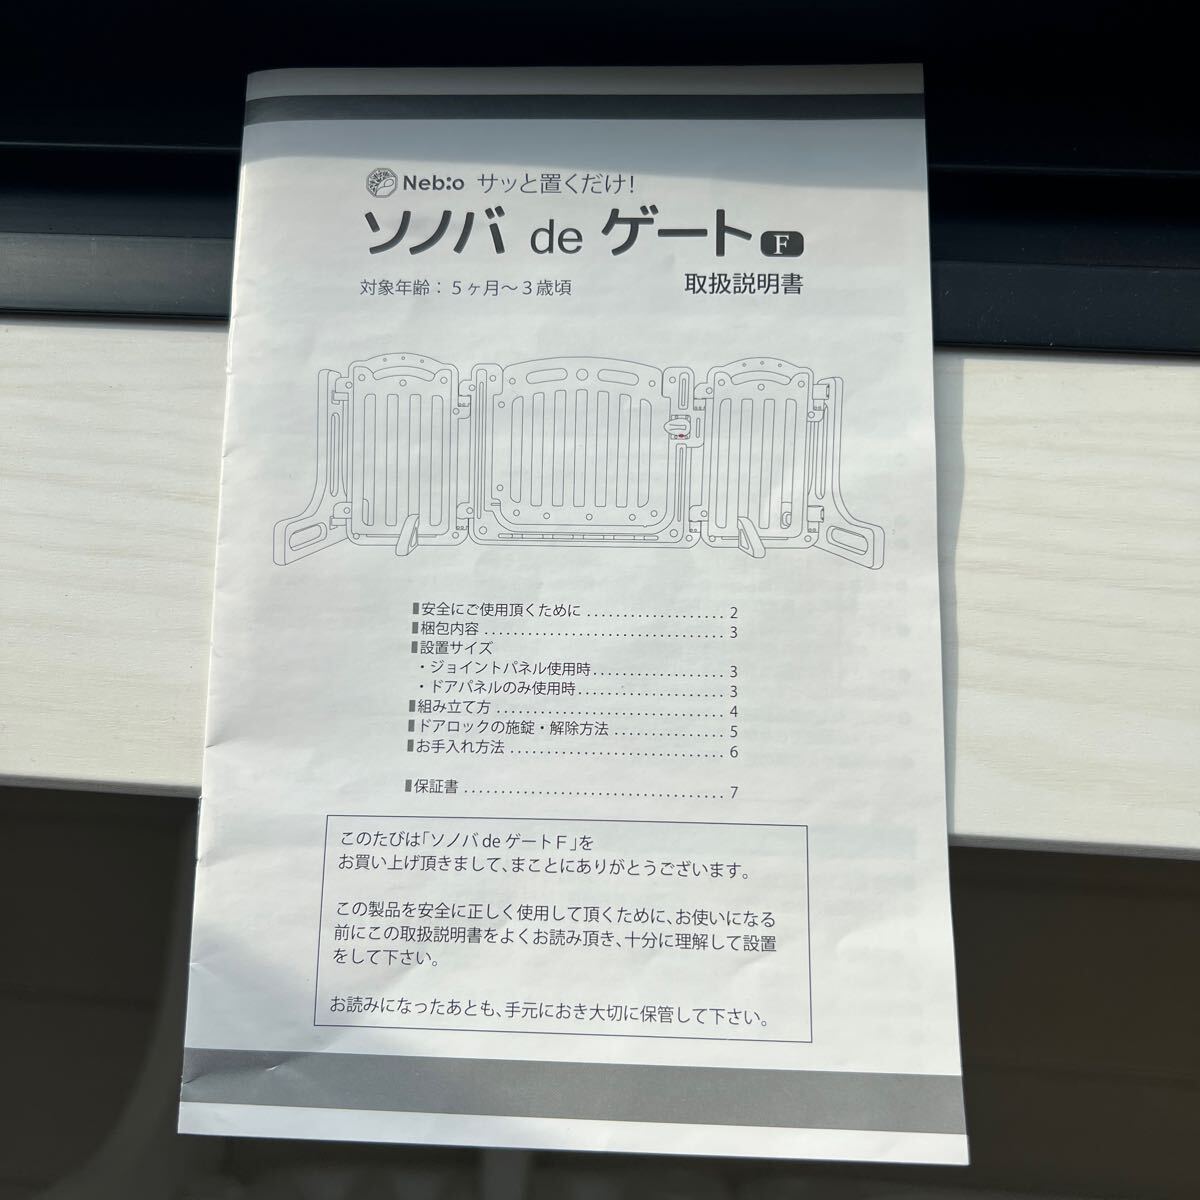 Neb:o サッと置くだけ!
ソノバ de ゲート F
対象年齢：5ヶ月～3歳頃 取扱説明書
安全にご使用頂くために .................. 2
梱包内容 ................................. 3
設置サイズ
・ジョイントパネル使用時.................. 3
・ドアパネルのみ使用時.................... 3
組み立て方 ............................... 4
ドアロックの施錠・解除方法 ............... 5
お手入れ方法 ............................. 6
保証書 ................................... 7
このたびは「ソノバ de ゲート F」を
お買い上げ頂きまして、まことにありがとうございます。
この製品を安全に正しく使用して頂くために、お使いになる
前にこの取扱説明書をよくお読み頂き、十分に理解して設置
をして下さい。
お読みになったあとも、手元におき大切に保管して下さい。